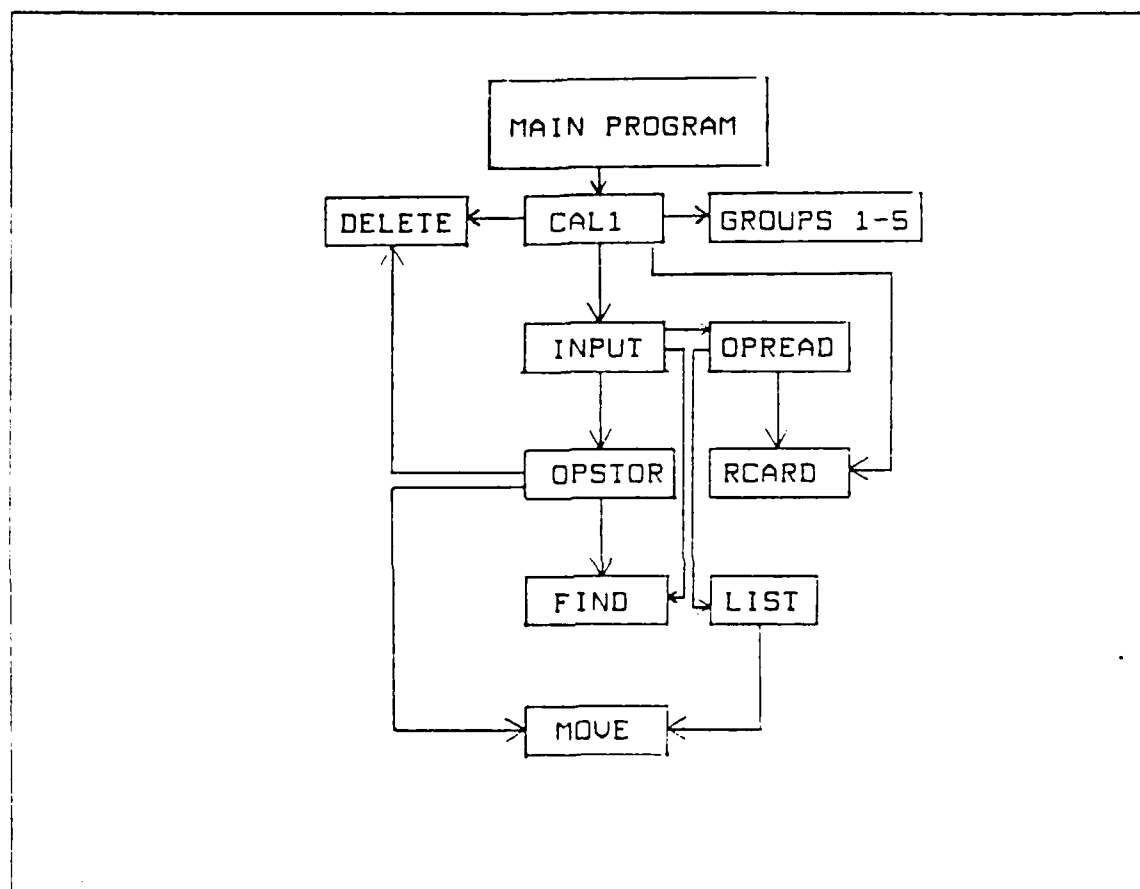 MAIN PROGRAM
DELETE
CAL1
GROUPS 1-5
INPUT
OPREAD
OPSTOR
RCARD
FIND
LIST
MOVE